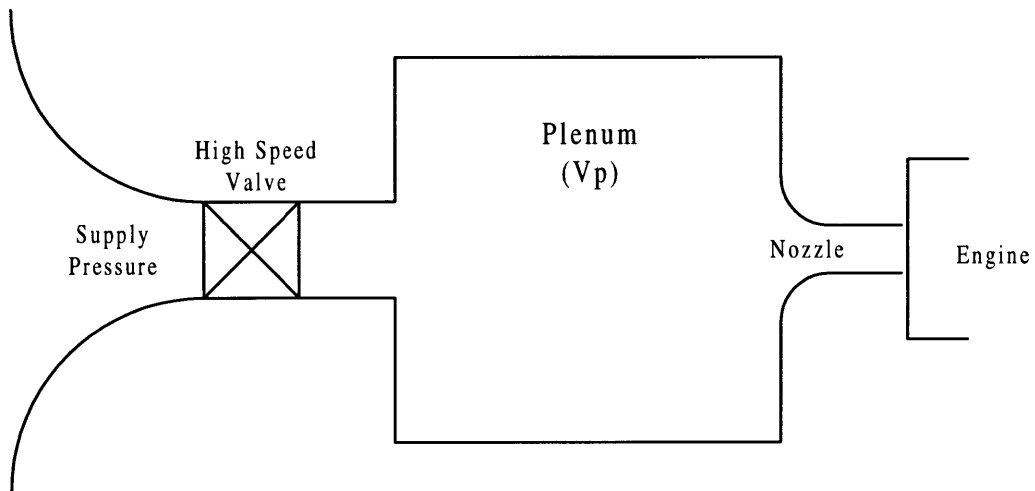 High Speed
Valve
Supply
Pressure
Plenum
(Vp)
Nozzle
Engine